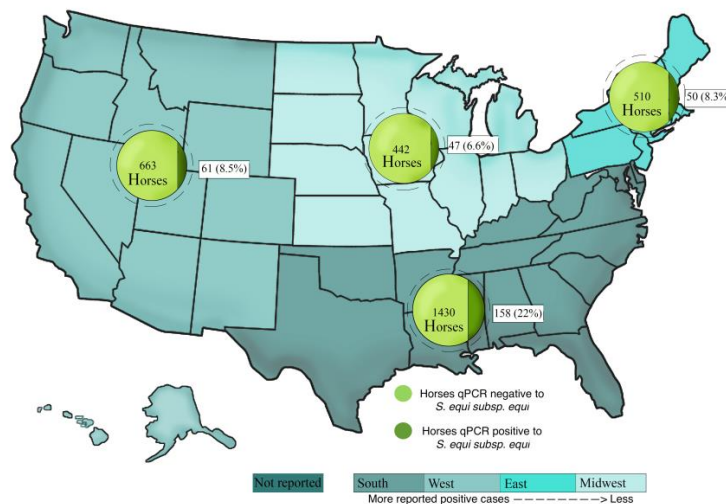 510
Horses
50 (8.3%
442
Horses
47 (6.6%)
663
Horses
61 (8.5%)
1430
Horses
158 (22%)
Horses qPCR negative to
S. equi subsp. equi
Horses qPCR positive to
S. equi subsp. equi
Not reported
South
West
East
Midwest
More reported positive cases — — — — — — —> Less